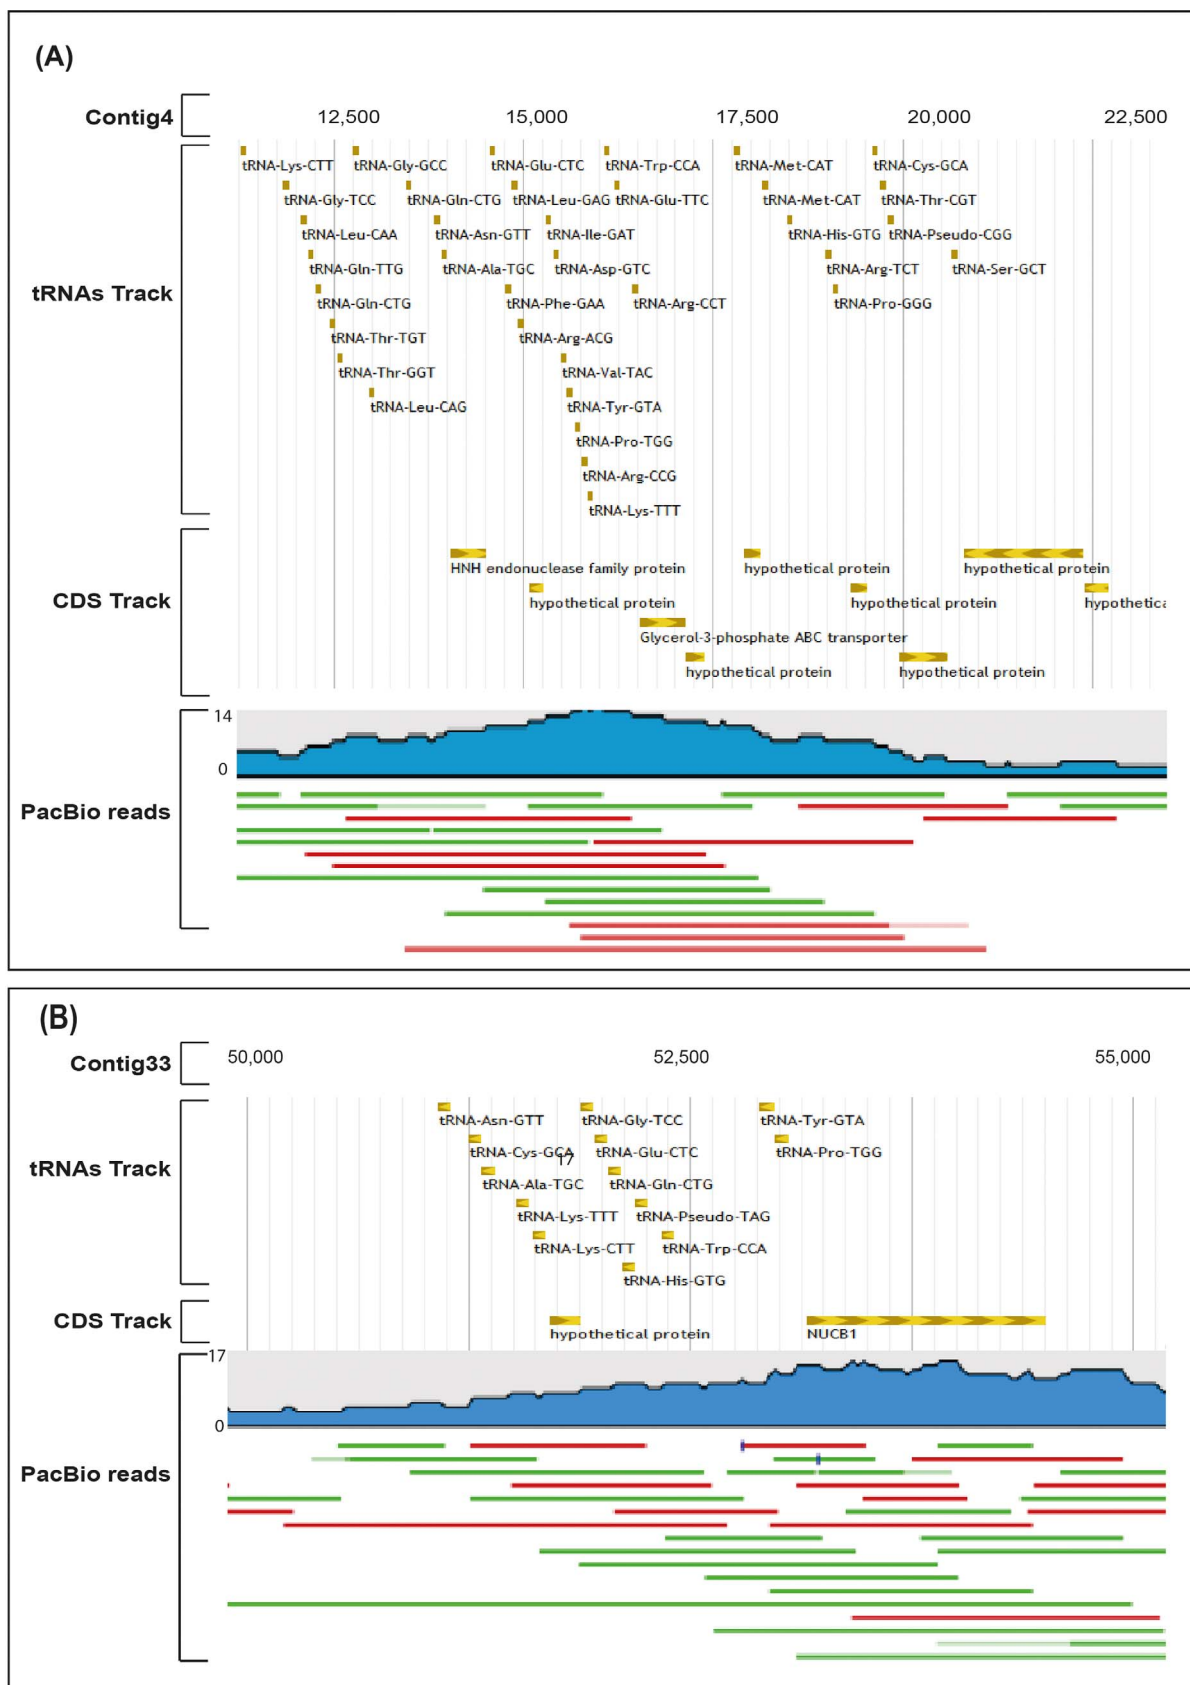 (A)
Contig4
12,500 15,000 17,500 20,000 22,500
tRNAs Track
tRNA-Lys-CTT tRNA-Gly-GCC tRNA-Glu-CTC tRNA-Trp-CCA tRNA-Met-CAT tRNA-Cys-GCA
tRNA-Gly-TCC tRNA-Gln-CTG tRNA-Leu-GAG tRNA-Glu-TTC tRNA-Met-CAT tRNA-Thr-CGT
tRNA-Leu-CAA tRNA-Asn-GTT tRNA-Ile-GAT tRNA-His-GTG tRNA-Pseudo-CGG
tRNA-Gln-TTG tRNA-Ala-TGC tRNA-Asp-GTC tRNA-Arg-TCT tRNA-Ser-GCT
tRNA-Gln-CTG tRNA-Phe-GAA tRNA-Arg-CCT tRNA-Pro-GGG
tRNA-Thr-TGT tRNA-Arg-ACG
tRNA-Thr-GGT tRNA-Val-TAC
tRNA-Leu-CAG tRNA-Tyr-GTA
tRNA-Pro-TGG
tRNA-Arg-CCG
tRNA-Lys-TTT
CDS Track
HNH endonuclease family protein hypothetical protein hypothetical protein
hypothetical protein hypothetical protein hypothetica
Glycerol-3-phosphate ABC transporter
hypothetical protein hypothetical protein
14
0
PacBio reads
(B)
Contig33
50,000 52,500 55,000
tRNAs Track
tRNA-Asn-GTT tRNA-Gly-TCC tRNA-Tyr-GTA
tRNA-Cys-GCA tRNA-Glu-CTC tRNA-Pro-TGG
17
tRNA-Ala-TGC tRNA-Gln-CTG
tRNA-Lys-TTT tRNA-Pseudo-TAG
tRNA-Lys-CTT tRNA-Trp-CCA
tRNA-His-GTG
CDS Track
hypothetical protein NUCB1
17
0
PacBio reads